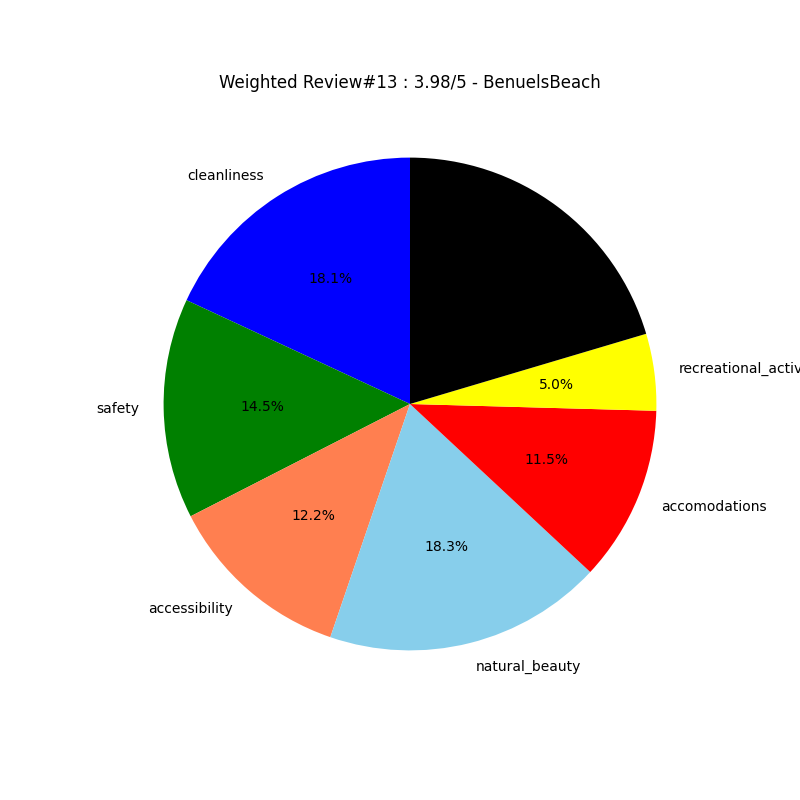 Weighted Review#13 : 3.98/5 - BenuelsBeach
cleanliness
18.1%
safety
14.5%
accessibility
12.2%
natural_beauty
18.3%
accomodations
11.5%
recreational_activ
5.0%